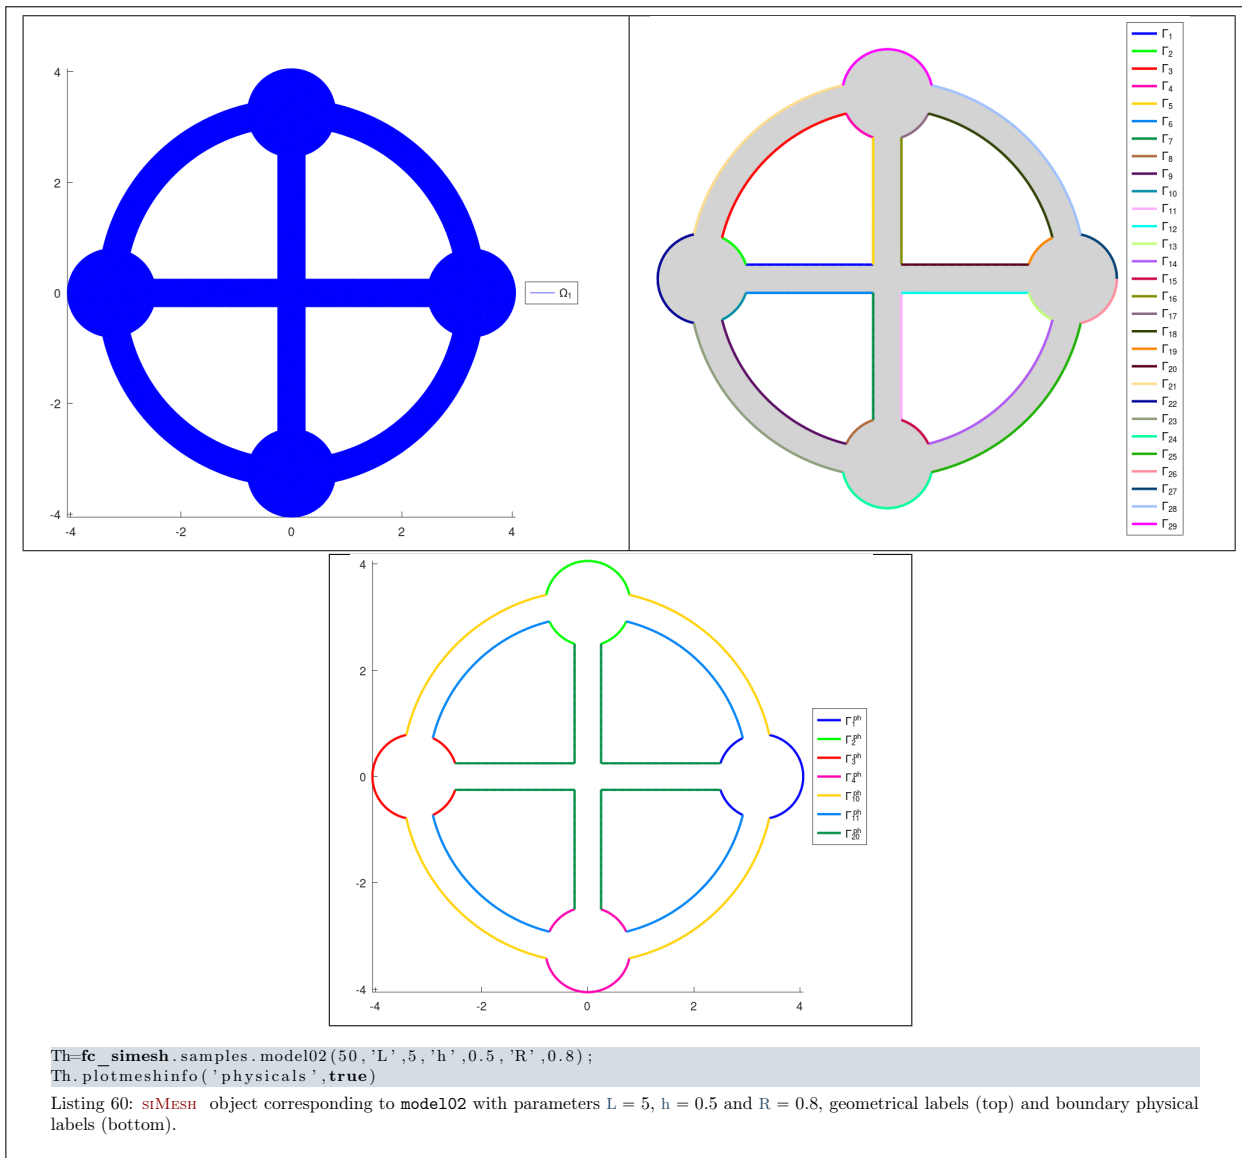 4
2
0
-2
-4
-4
-2
0
2
4
Ω1
Γ1
Γ2
Γ3
Γ4
Γ5
Γ6
Γ7
Γ8
Γ9
Γ10
Γ11
Γ12
Γ13
Γ14
Γ15
Γ16
Γ17
Γ18
Γ19
Γ20
Γ21
Γ22
Γ23
Γ24
Γ25
Γ26
Γ27
Γ28
Γ29
4
2
0
-2
-4
-4
-2
0
2
4
Γ1ph
Γ2ph
Γ3ph
Γ4ph
Γ10ph
Γ11ph
Γ20ph
Th=fc_simesh.samples.model02(50,'L',5,'h',0.5,'R',0.8);
Th.plotmeshinfo('physicals',true)
Listing 60: siMesh object corresponding to model02 with parameters L = 5, h = 0.5 and R = 0.8, geometrical labels (top) and boundary physical
labels (bottom).